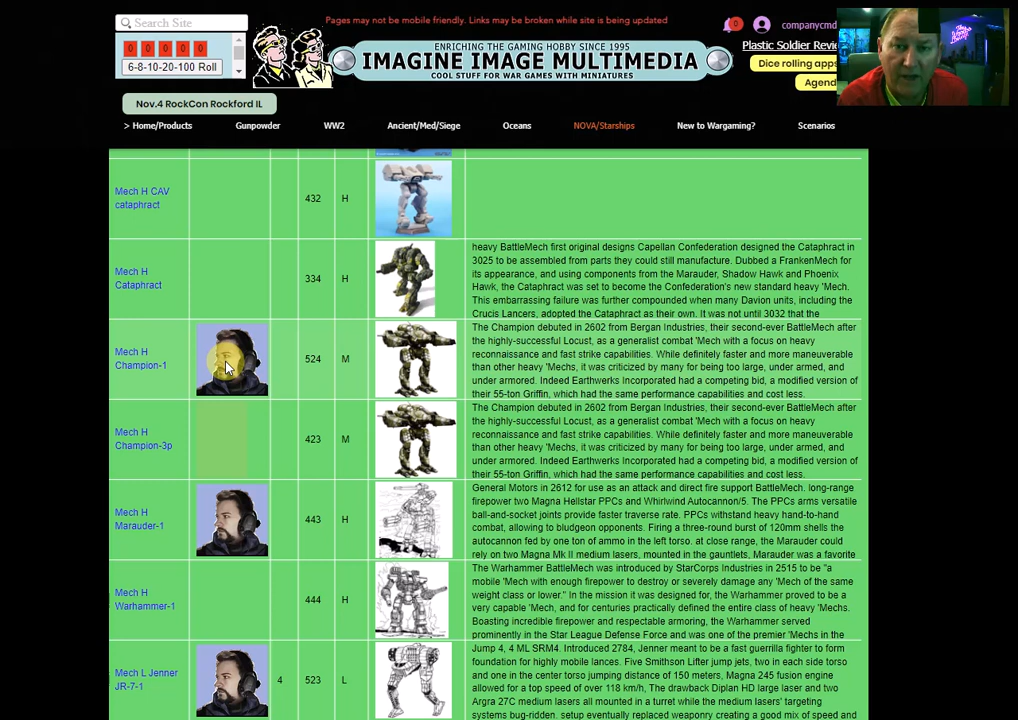 Search Site
0 0 0 0 0
6-8-10-20-100 Roll
Pages may not be mobile friendly. Links may be broken while site is being updated
ENRICHING THE GAMING HOBBY SINCE 1995
IMAGINE IMAGE MULTIMEDIA
COOL STUFF FOR WAR GAMES WITH MINIATURES
0
companycmd
Plastic Soldier Revie
Dice rolling apps
Agend
Nov.4 RockCon Rockford IL
> Home/Products Gunpowder WW2 Ancient/Med/Siege Oceans NOVA/Starships New to Wargaming? Scenarios
Mech H CAV
cataphract
432 H
Mech H
Cataphract
334 H
heavy BattleMech first original designs Capellan Confederation designed the Cataphract in
3025 to be assembled from parts they could still manufacture. Dubbed a FrankenMech for
its appearance, and using components from the Marauder, Shadow Hawk and Phoenix
Hawk, the Cataphract was set to become the Confederation's new standard heavy 'Mech.
This embarrassing failure was further compounded when many Davion units, including the
Crucis Lancers, adopted the Cataphract as their own. It was not until 3032 that the
Mech H
Champion-1
524 M
The Champion debuted in 2602 from Bergan Industries, their second-ever BattleMech after
the highly-successful Locust, as a generalist combat 'Mech with a focus on heavy
reconnaissance and fast strike capabilities. While definitely faster and more maneuverable
than other heavy 'Mechs, it was criticized by many for being too large, under armed, and
under armored. Indeed Earthwerks Incorporated had a competing bid, a modified version of
their 55-ton Griffin, which had the same performance capabilities and cost less.
Mech H
Champion-3p
423 M
The Champion debuted in 2602 from Bergan Industries, their second-ever BattleMech after
the highly-successful Locust, as a generalist combat 'Mech with a focus on heavy
reconnaissance and fast strike capabilities. While definitely faster and more maneuverable
than other heavy 'Mechs, it was criticized by many for being too large, under armed, and
under armored. Indeed Earthwerks Incorporated had a competing bid, a modified version of
their 55-ton Griffin, which had the same performance capabilities and cost less.
Mech H
Marauder-1
443 H
General Motors in 2612 for use as an attack and direct fire support BattleMech. long-range
firepower two Magna Hellstar PPCs and Whirlwind Autocannon/5. The PPCs arms versatile
ball-and-socket joints provide faster traverse rate. PPCs withstand heavy hand-to-hand
combat, allowing to bludgeon opponents. Firing a three-round burst of 120mm shells the
autocannon fed by one ton of ammo in the left torso. at close range, the Marauder could
rely on two Magna Mk II medium lasers, mounted in the gauntlets, Marauder was a favorite
Mech H
Warhammer-1
444 H
The Warhammer BattleMech was introduced by StarCorps Industries in 2515 to be "a
mobile 'Mech with enough firepower to destroy or severely damage any 'Mech of the same
weight class or lower." In the mission it was designed for, the Warhammer proved to be a
very capable 'Mech, and for centuries practically defined the entire class of heavy 'Mechs.
Boasting incredible firepower and respectable armoring, the Warhammer served
prominently in the Star League Defense Force and was one of the premier 'Mechs in the
Mech L Jenner
JR-7-1
4 523 L
Jump 4, 4 ML SRM4. Introduced 2784, Jenner meant to be a fast guerrilla fighter to form
foundation for highly mobile lances. Five Smithson Lifter jump jets, two in each side torso
and one in the center torso jumping distance of 150 meters, Magna 245 fusion engine
allowed for a top speed of over 118 km/h, The drawback Diplan HD large laser and two
Argra 27C medium lasers all mounted in a turret while the medium lasers' targeting
systems bug-ridden. setup eventually replaced weaponry creating a good mix of speed and